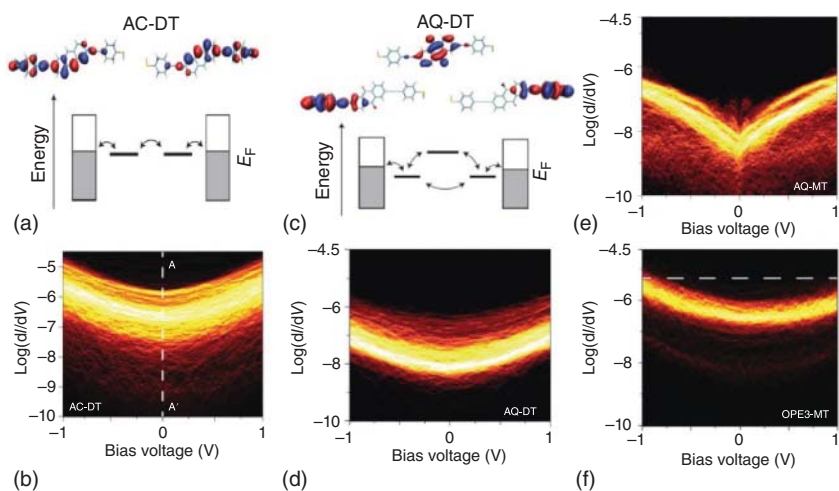 AC-DT
Energy
E_F
(a)
AQ-DT
Energy
E_F
(c)
−4.5
−6
−8
−10
Log(dI/dV)
−1
0
1
Bias voltage (V)
AQ-MT
(e)
−5
−6
−7
−8
−9
−10
Log(dI/dV)
A
A′
AC-DT
−1
0
1
Bias voltage (V)
(b)
−4.5
−6
−8
−10
Log(dI/dV)
AQ-DT
−1
0
1
Bias voltage (V)
(d)
−4.5
−6
−8
−10
Log(dI/dV)
OPE3-MT
−1
0
1
Bias voltage (V)
(f)